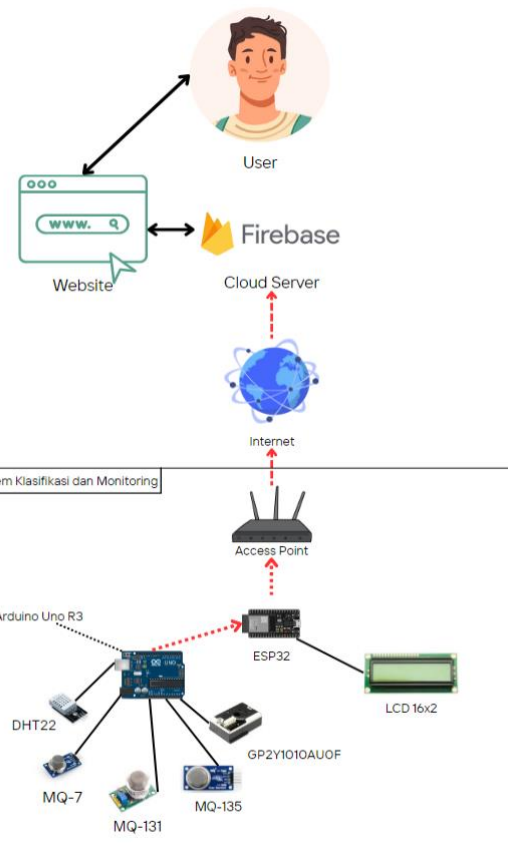 User
www.
Firebase
Website
Cloud Server
Internet
em Klasifikasi dan Monitoring
Access Point
Arduino Uno R3
ESP32
LCD 16x2
DHT22
GP2Y1010AU0F
MQ-7
MQ-135
MQ-131